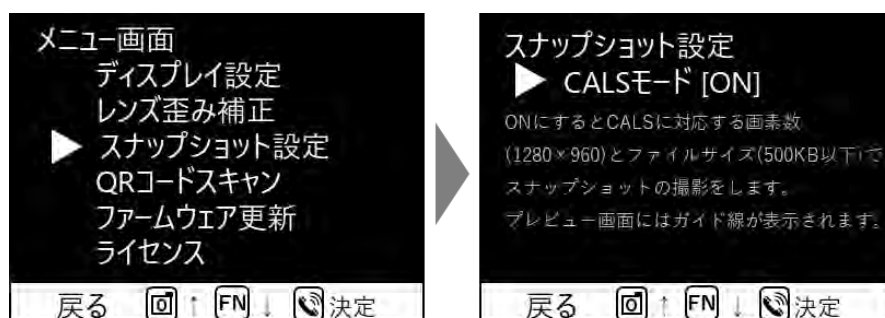 メニュー画面
ディスプレイ設定
レンズ歪み補正
▶ スナップショット設定
QRコードスキャン
ファームウェア更新
ライセンス
戻る ↑ FN ↓ 決定
スナップショット設定
▶ CALSモード [ON]
ONにするとCALSに対応する画素数
(1280×960)とファイルサイズ(500KB以下)で
スナップショットの撮影をします。
プレビュー画面にはガイド線が表示されます。
戻る ↑ FN ↓ 決定